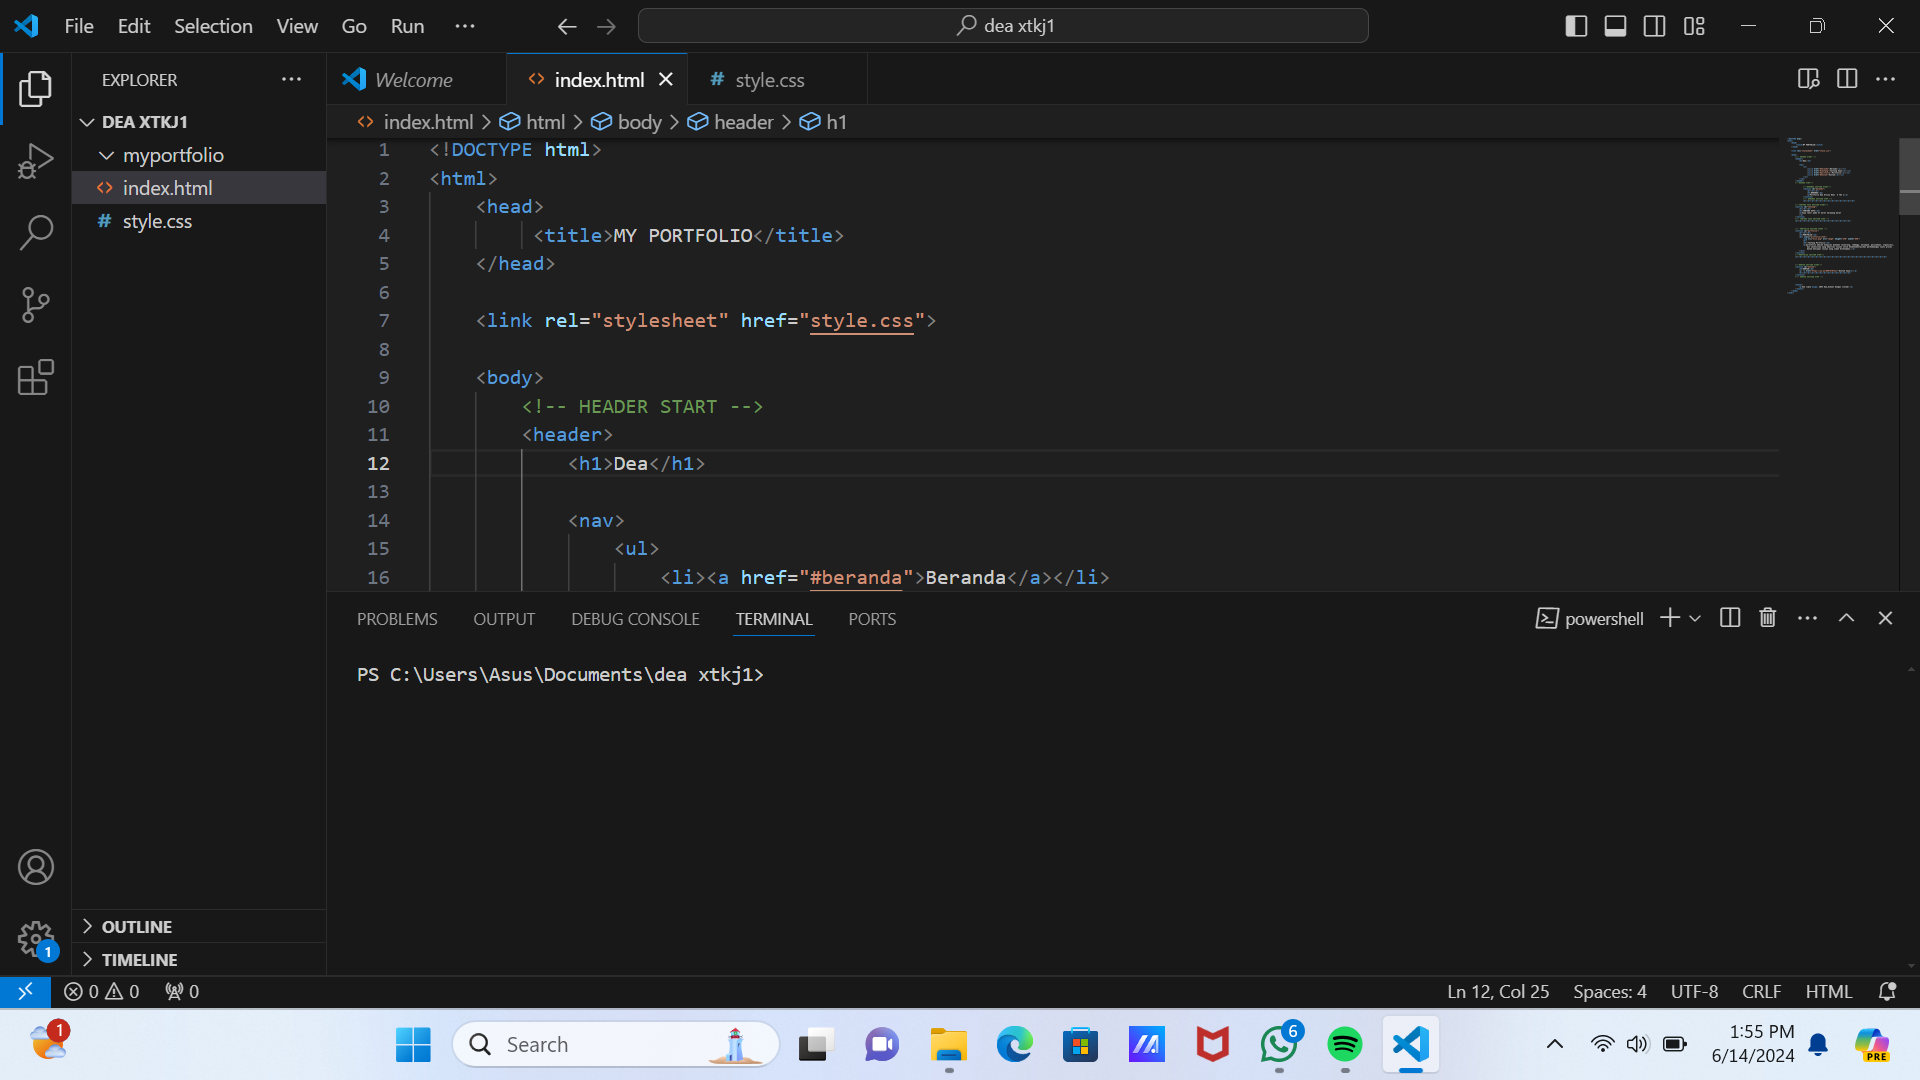 File Edit Selection View Go Run ··· dea xtkj1
EXPLORER ···
Welcome index.html style.css
DEA XTKJ1
myportfolio
index.html
style.css
index.html > html > body > header > h1
1 <!DOCTYPE html>
2 <html>
3 <head>
4 <title>MY PORTFOLIO</title>
5 </head>
6
7 <link rel="stylesheet" href="style.css">
8
9 <body>
10 <!-- HEADER START -->
11 <header>
12 <h1>Dea</h1>
13
14 <nav>
15 <ul>
16 <li><a href="#beranda">Beranda</a></li>
PROBLEMS OUTPUT DEBUG CONSOLE TERMINAL PORTS powershell
PS C:\Users\Asus\Documents\dea xtkj1>
OUTLINE
TIMELINE
1
0 0 0 Ln 12, Col 25 Spaces: 4 UTF-8 CRLF HTML
1 Search 6 1:55 PM
6/14/2024
PRE